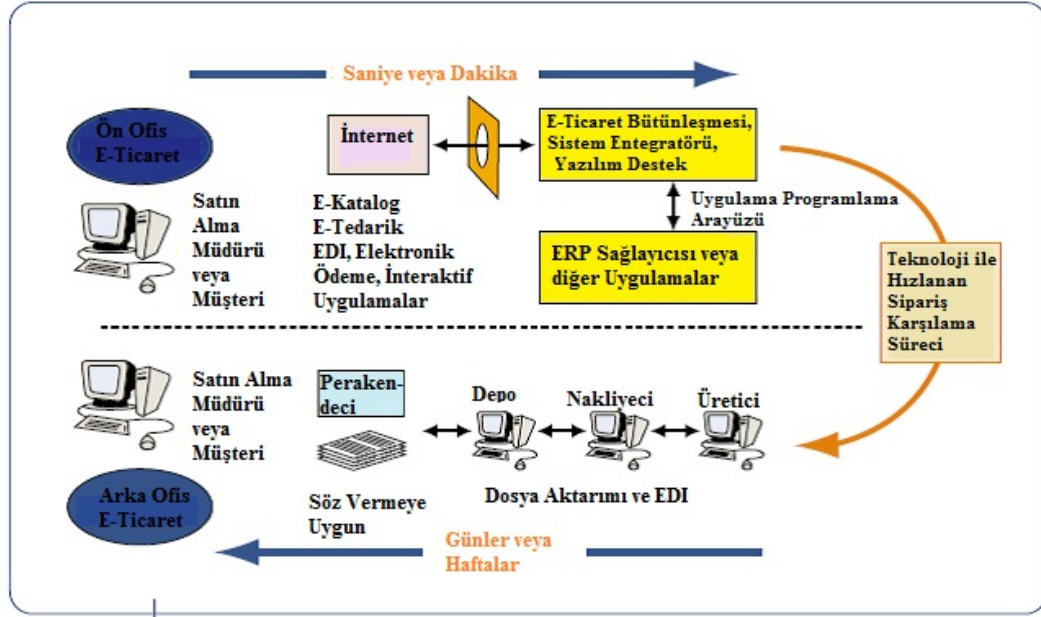 Saniye veya Dakika
Ön Ofis
E-Ticaret
İnternet
E-Ticaret Bütünleşmesi,
Sistem Entegratörü,
Yazılım Destek
Satın
Alma
Müdürü
veya
Müşteri
E-Katalog
E-Tedarik
EDI, Elektronik
Ödeme, İnteraktif
Uygulamalar
Uygulama Programlama
Arayüzü
ERP Sağlayıcısı veya
diğer Uygulamalar
Teknoloji ile
Hızlanan
Sipariş
Karşılama
Süreci
Satın Alma
Müdürü
veya
Müşteri
Peraken-
deci
Depo
Nakliyeci
Üretici
Arka Ofis
E-Ticaret
Söz Vermeye
Uygun
Dosya Aktarımı ve EDI
Günler veya
Haftalar